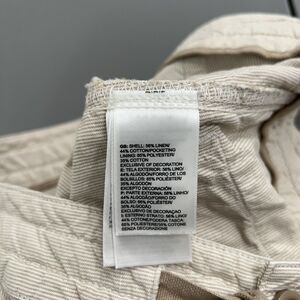 GB: SHELL: 56% LINEN/
44% COTTON/POCKETING
LINING: 65% POLYESTER/
35% COTTON
EXCLUSIVE OF DECORATION
E: TELA EXTERIOR: 56% LINO/
44% ALGODÓN/FORRO DE LOS
BOLSILLOS: 65% POLIÉSTER/
35% ALGODÓN
EXCEPTO DECORACIÓN
P: PARTE EXTERNA: 56% LINHO/
44% ALGODÃO/FORRO DO
BOLSO: 65% POLIÉSTER/
35% ALGODÃO
EXCLUSIVO DE DECORAÇAO
I: ESTERNO STRATO: 56% LINO/
44% COTONE/FODERA TASCA:
65% POLIESTERE/35% COTONE
SENZA DECORAZIONE